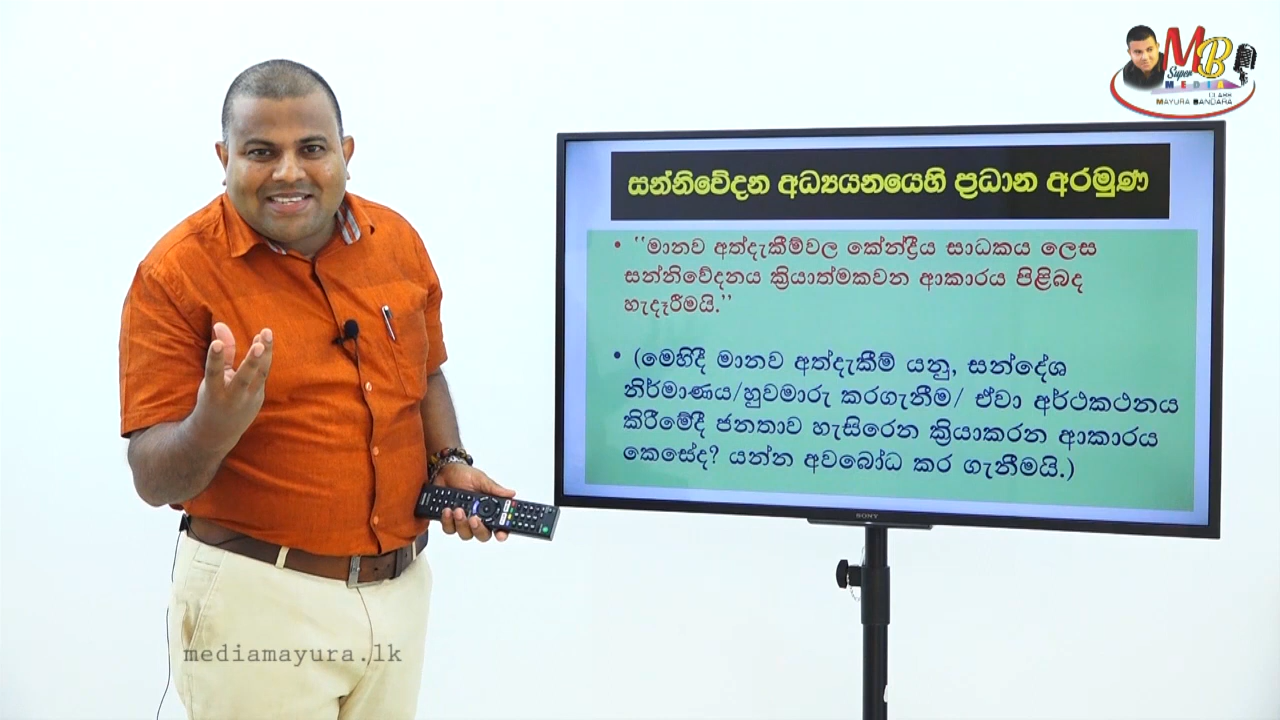 MB
Super
MEDIA
CLASS
MAYURA BANDARA
සන්නිවේදන අධ්‍යයනයෙහි ප්‍රධාන අරමුණ
• ‘‘මානව අත්දැකීම්වල කේන්ද්‍රීය සාධකය ලෙස
සන්නිවේදනය ක්‍රියාත්මකවන ආකාරය පිළිබඳ
හැදෑරීමයි.’’
• (මෙහිදී මානව අත්දැකීම් යනු, සන්දේශ
නිර්මාණය/හුවමාරු කරගැනීම/ ඒවා අර්ථකථනය
කිරීමේදී ජනතාව හැසිරෙන ක්‍රියාකරන ආකාරය
කෙසේද? යන්න අවබෝධ කර ගැනීමයි.)
SONY
mediamayura.lk